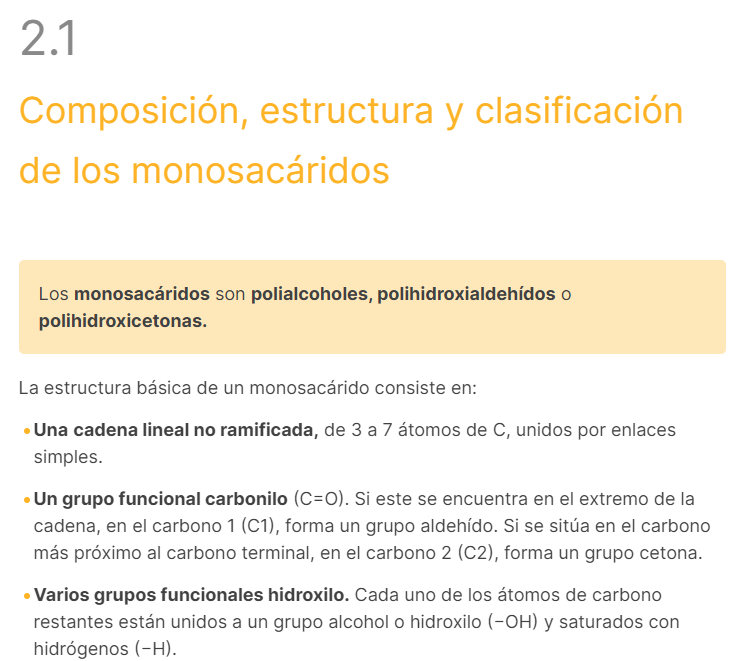 2.1
Composición, estructura y clasificación
de los monosacáridos
Los monosacáridos son polialcoholes, polihidroxialdehídos o
polihidroxicetonas.
La estructura básica de un monosacárido consiste en:
• Una cadena lineal no ramificada, de 3 a 7 átomos de C, unidos por enlaces
simples.
• Un grupo funcional carbonilo (C=O). Si este se encuentra en el extremo de la
cadena, en el carbono 1 (C1), forma un grupo aldehído. Si se sitúa en el carbono
más próximo al carbono terminal, en el carbono 2 (C2), forma un grupo cetona.
• Varios grupos funcionales hidroxilo. Cada uno de los átomos de carbono
restantes están unidos a un grupo alcohol o hidroxilo (−OH) y saturados con
hidrógenos (−H).